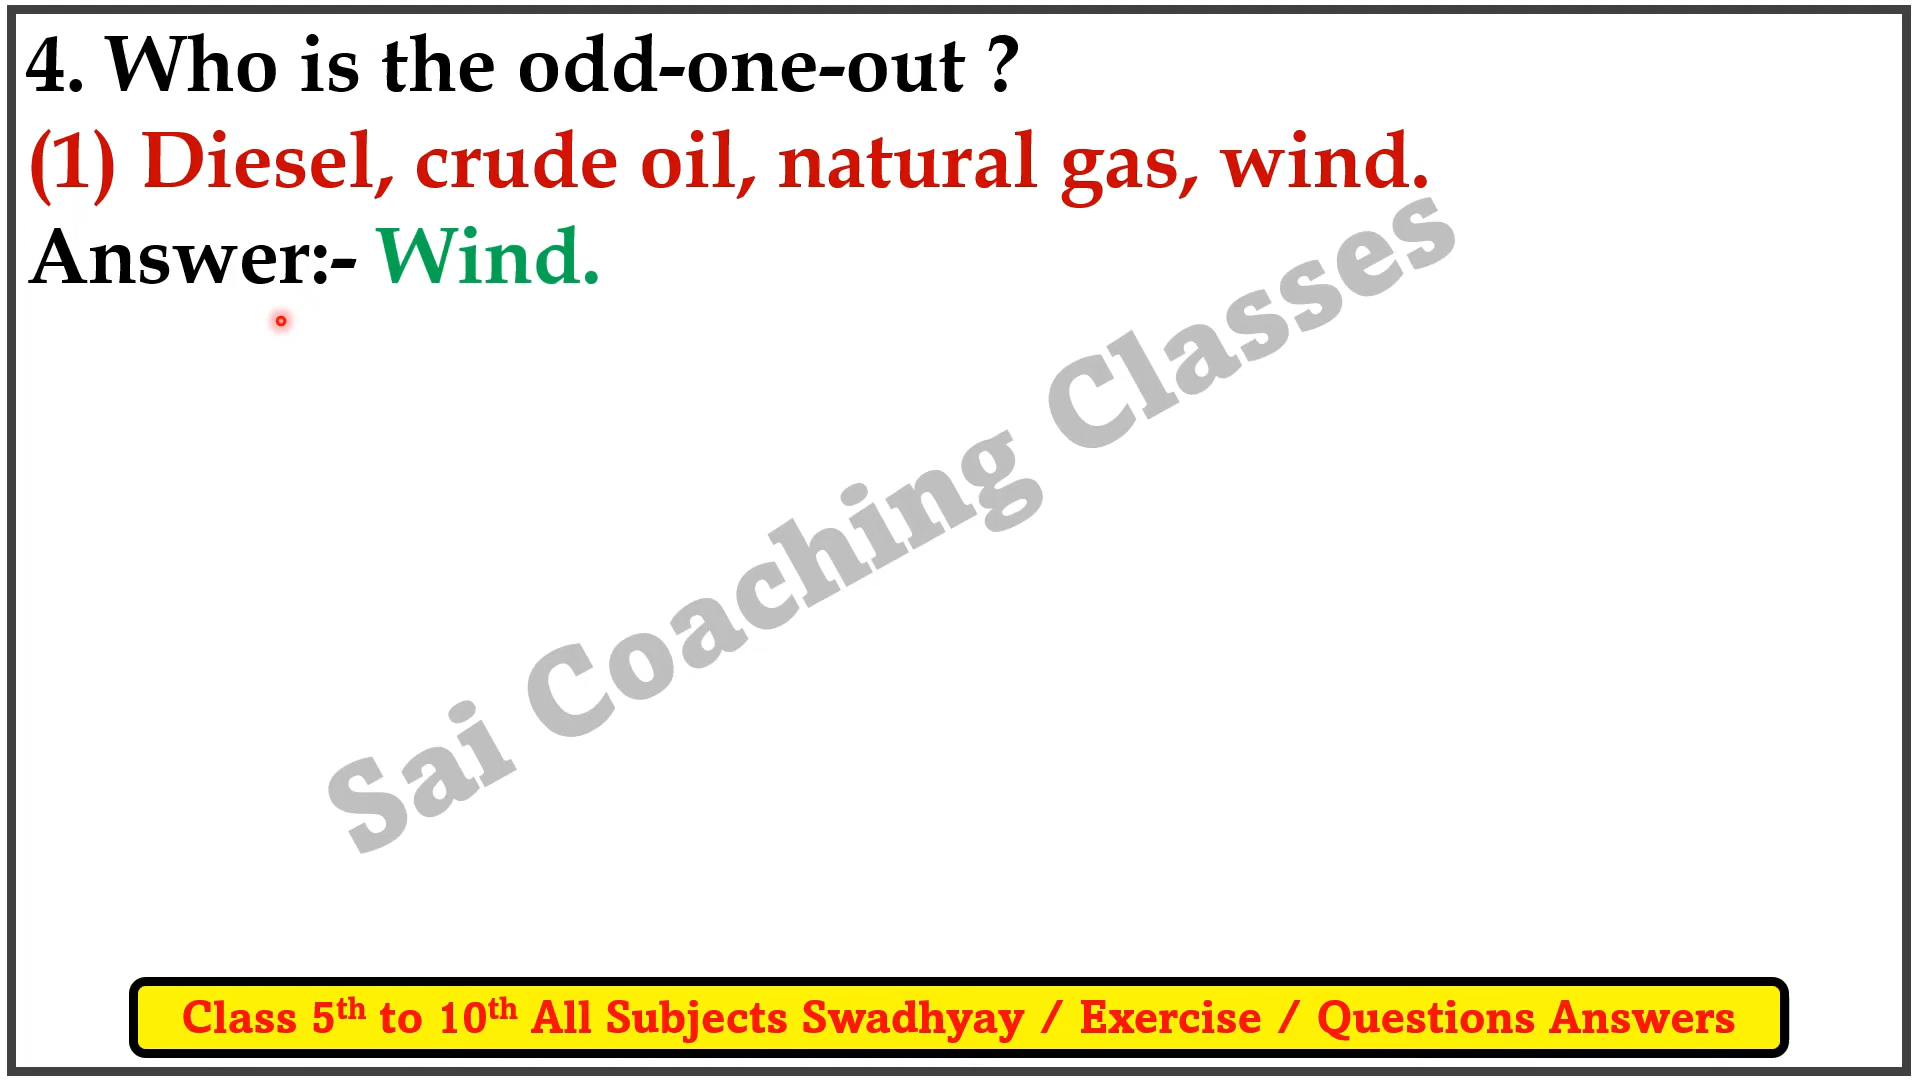 4. Who is the odd-one-out ?
(1) Diesel, crude oil, natural gas, wind.
Answer:- Wind.
Sai Coaching Classes
Class 5th to 10th All Subjects Swadhyay / Exercise / Questions Answers